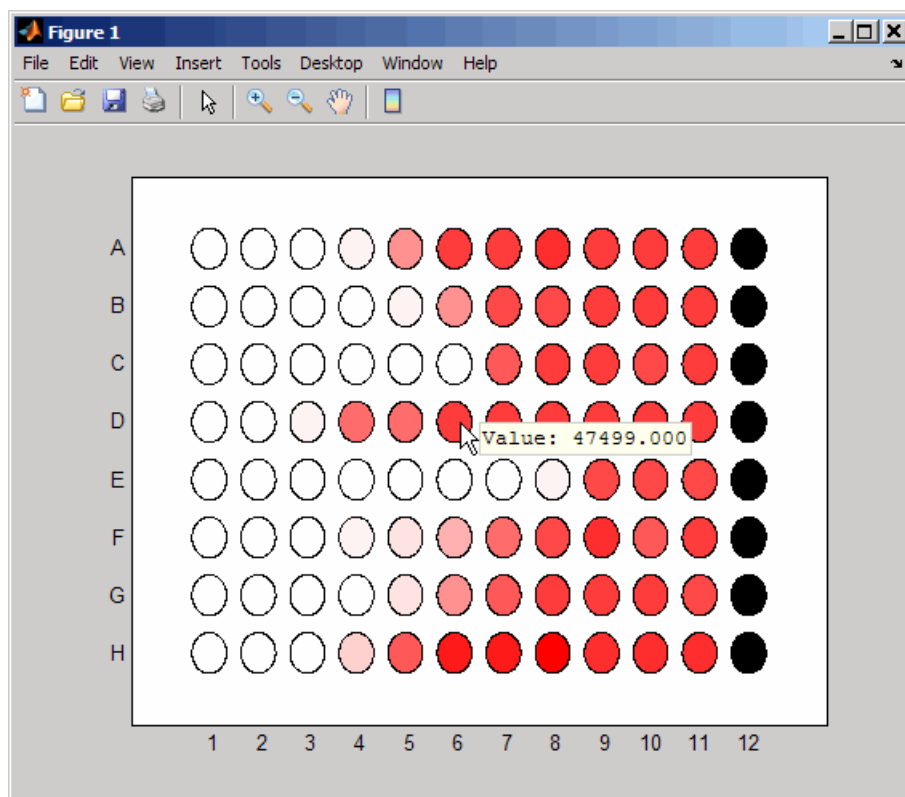 Figure 1
File Edit View Insert Tools Desktop Window Help
A
B
C
D
Value: 47499.000
E
F
G
H
1 2 3 4 5 6 7 8 9 10 11 12